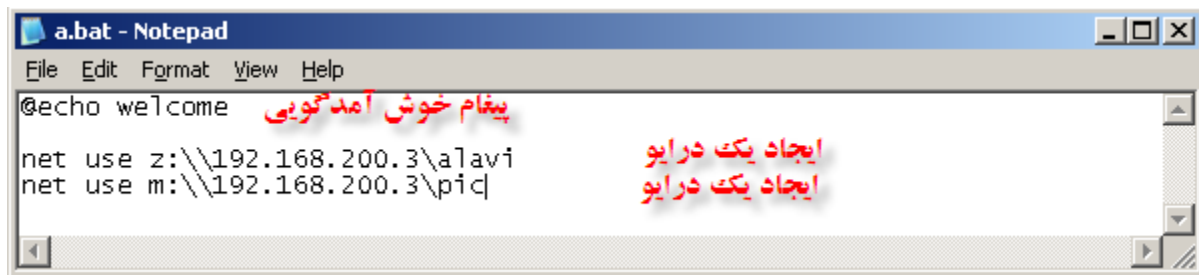 a.bat - Notepad
File Edit Format View Help
@echo welcome پیغام خوش آمدگویی
net use z:\\192.168.200.3\alavi ایجاد یک درایو
net use m:\\192.168.200.3\pic ایجاد یک درایو